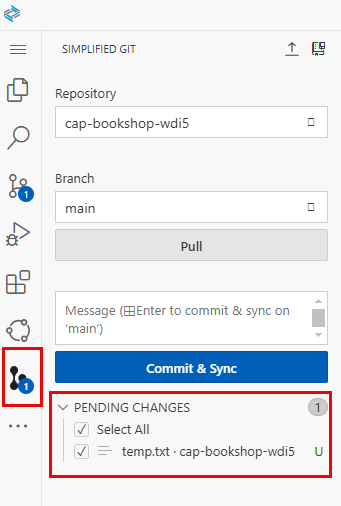 SIMPLIFIED GIT
Repository
cap-bookshop-wdi5
Branch
1
main
Pull
Message (⊞Enter to commit & sync on
‘main’)
Commit & Sync
1
PENDING CHANGES 1
Select All
temp.txt · cap-bookshop-wdi5 U